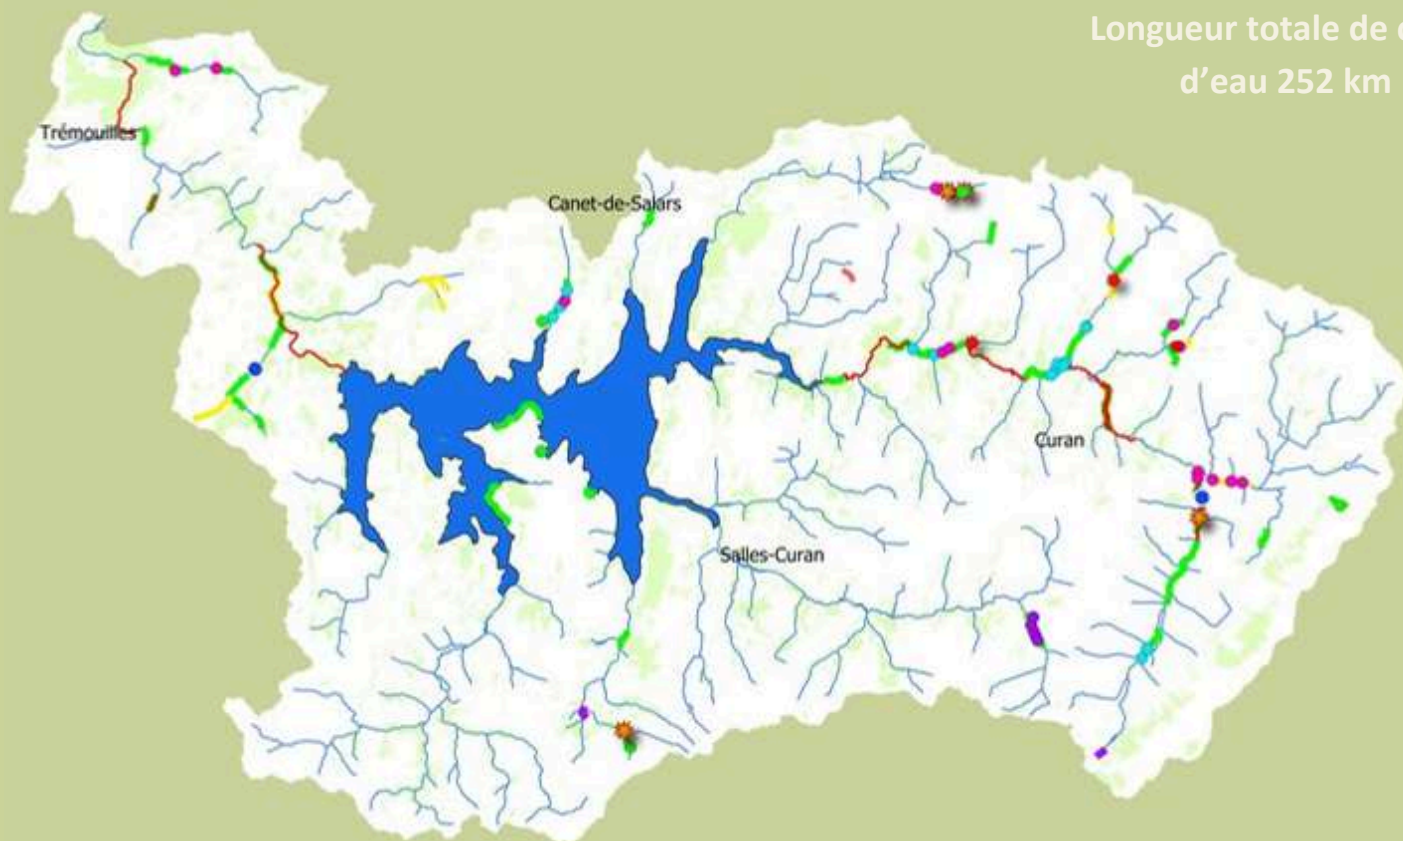 Longueur totale de
d'eau 252 km
Trémouilles
Canet-de-Salars
Curan
Salles-Curan